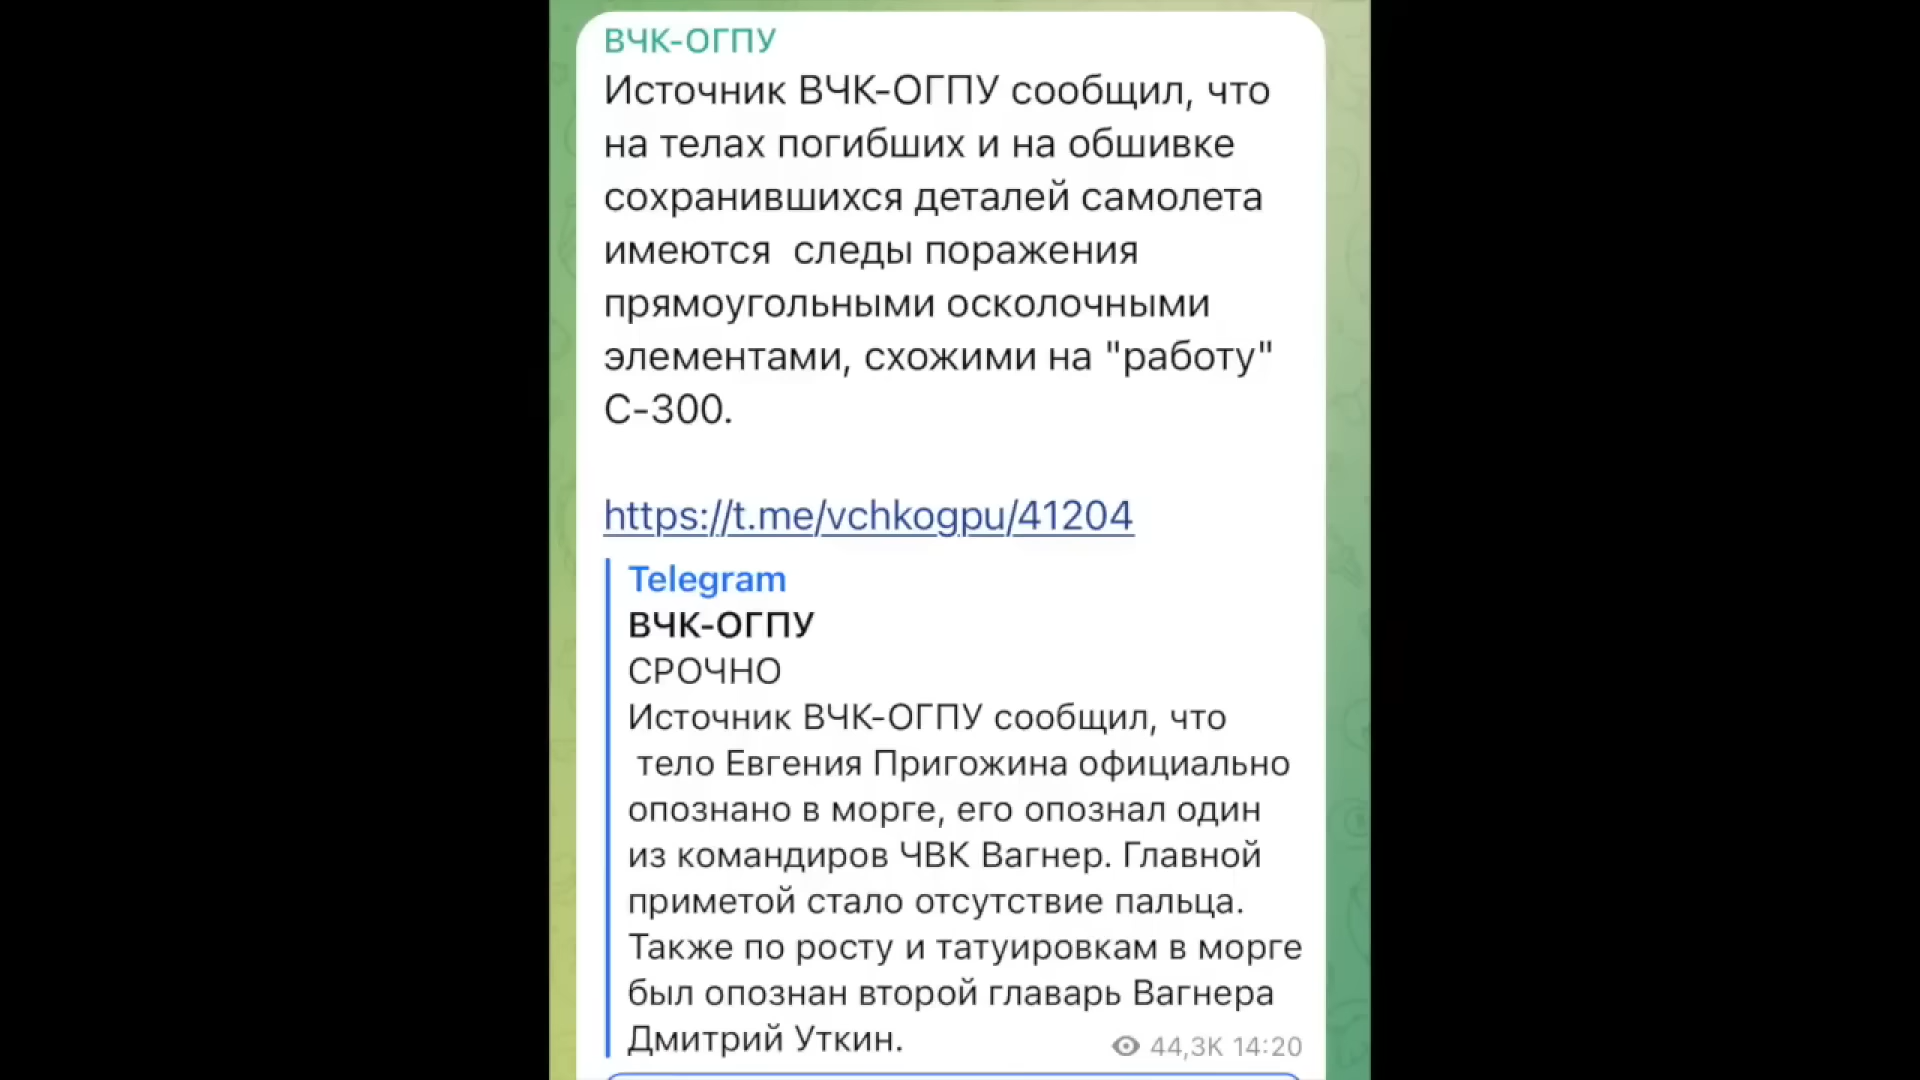 ВЧК-ОГПУ
Источник ВЧК-ОГПУ сообщил, что
на телах погибших и на обшивке
сохранившихся деталей самолета
имеются  следы поражения
прямоугольными осколочными
элементами, схожими на "работу"
С-300.
https://t.me/vchkogpu/41204
Telegram
ВЧК-ОГПУ
СРОЧНО
Источник ВЧК-ОГПУ сообщил, что
тело Евгения Пригожина официально
опознано в морге, его опознал один
из командиров ЧВК Вагнер. Главной
приметой стало отсутствие пальца.
Также по росту и татуировкам в морге
был опознан второй главарь Вагнера
Дмитрий Уткин.
44,3K 14:20